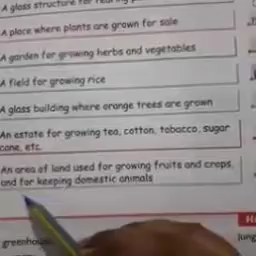 A glass structure for
A place where plants are grown for sale
A garden for growing herbs and vegetables
A field for growing rice
A glass building where orange trees are grown
An estate for growing tea, cotton, tobacco, sugar
cane, etc.
An area of land used for growing fruits and crops,
and for keeping domestic animals
greenhouse